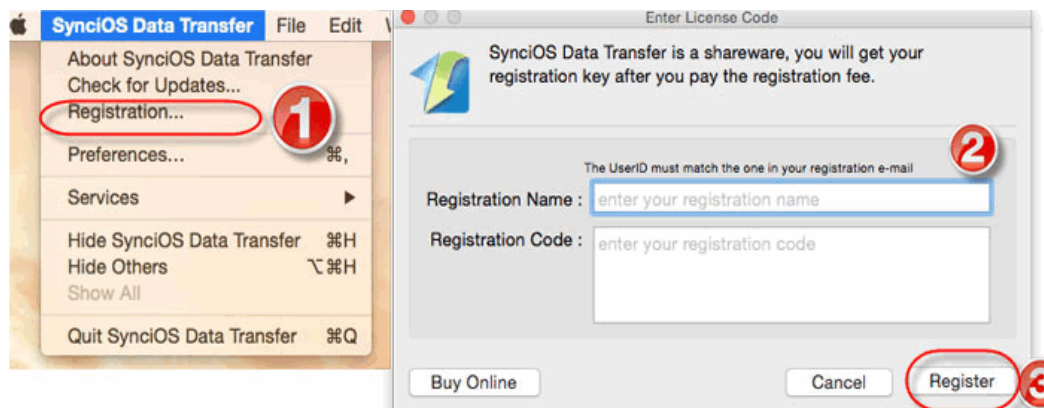 SynciOS Data Transfer File Edit
About SynciOS Data Transfer
Check for Updates...
Registration...
1
Preferences... ⌘,
Services ▶
Hide SynciOS Data Transfer ⌘H
Hide Others ⌥⌘H
Show All
Quit SynciOS Data Transfer ⌘Q
Enter License Code
SynciOS Data Transfer is a shareware, you will get your
registration key after you pay the registration fee.
2
The UserID must match the one in your registration e-mail
Registration Name : enter your registration name
Registration Code : enter your registration code
Buy Online Cancel Register 3